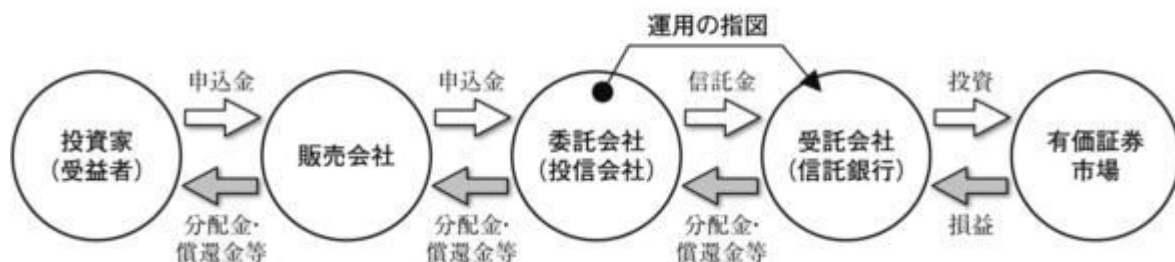 運用の指図
申込金
申込金
信託金
投資
投資家
（受益者）
販売会社
委託会社
（投信会社）
受託会社
（信託銀行）
有価証券
市場
分配金・
償還金等
分配金・
償還金等
分配金・
償還金等
損益